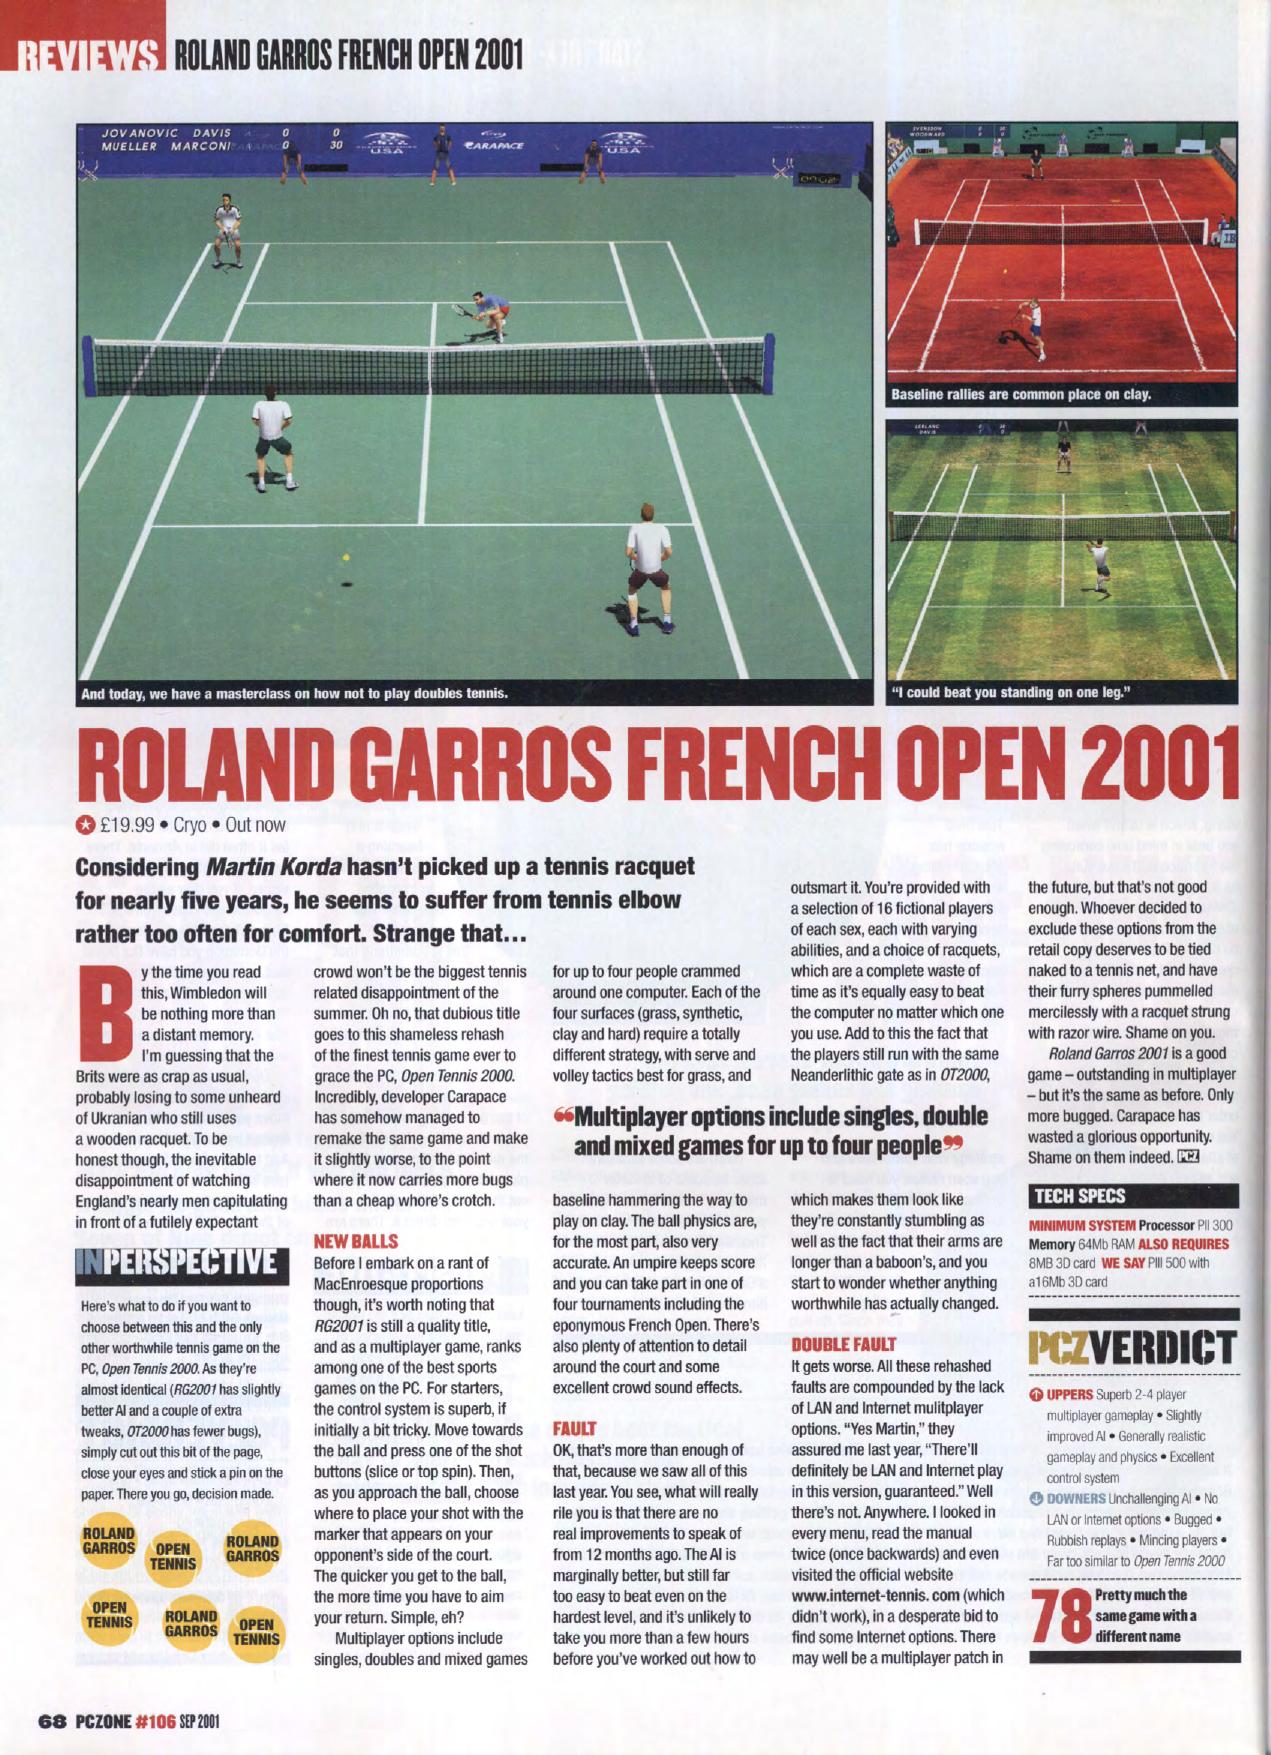 REVIEWS ROLAND GARROS FRENCH OPEN 2001
JOVANOVIC DAVIS 0 0
MUELLER MARCONI 0 30
USA
CARAPACE
USA
And today, we have a masterclass on how not to play doubles tennis.
SVENSSON
WOODWARD
Baseline rallies are common place on clay.
LEBLANC
DAVIS
"I could beat you standing on one leg."
ROLAND GARROS FRENCH OPEN 2001
£19.99 • Cryo • Out now
Considering Martin Korda hasn't picked up a tennis racquet
for nearly five years, he seems to suffer from tennis elbow
rather too often for comfort. Strange that...
By the time you read
this, Wimbledon will
be nothing more than
a distant memory.
I'm guessing that the
Brits were as crap as usual,
probably losing to some unheard
of Ukranian who still uses
a wooden racquet. To be
honest though, the inevitable
disappointment of watching
England's nearly men capitulating
in front of a futilely expectant
crowd won't be the biggest tennis
related disappointment of the
summer. Oh no, that dubious title
goes to this shameless rehash
of the finest tennis game ever to
grace the PC, Open Tennis 2000.
Incredibly, developer Carapace
has somehow managed to
remake the same game and make
it slightly worse, to the point
where it now carries more bugs
than a cheap whore's crotch.
NEW BALLS
Before I embark on a rant of
MacEnroesque proportions
though, it's worth noting that
RG2001 is still a quality title,
and as a multiplayer game, ranks
among one of the best sports
games on the PC. For starters,
the control system is superb, if
initially a bit tricky. Move towards
the ball and press one of the shot
buttons (slice or top spin). Then,
as you approach the ball, choose
where to place your shot with the
marker that appears on your
opponent's side of the court.
The quicker you get to the ball,
the more time you have to aim
your return. Simple, eh?
Multiplayer options include
singles, doubles and mixed games
for up to four people crammed
around one computer. Each of the
four surfaces (grass, synthetic,
clay and hard) require a totally
different strategy, with serve and
volley tactics best for grass, and
"Multiplayer options include singles, double
and mixed games for up to four people"
baseline hammering the way to
play on clay. The ball physics are,
for the most part, also very
accurate. An umpire keeps score
and you can take part in one of
four tournaments including the
eponymous French Open. There's
also plenty of attention to detail
around the court and some
excellent crowd sound effects.
FAULT
OK, that's more than enough of
that, because we saw all of this
last year. You see, what will really
rile you is that there are no
real improvements to speak of
from 12 months ago. The AI is
marginally better, but still far
too easy to beat even on the
hardest level, and it's unlikely to
take you more than a few hours
before you've worked out how to
outsmart it. You're provided with
a selection of 16 fictional players
of each sex, each with varying
abilities, and a choice of racquets,
which are a complete waste of
time as it's equally easy to beat
the computer no matter which one
you use. Add to this the fact that
the players still run with the same
Neanderlithic gate as in OT2000,
which makes them look like
they're constantly stumbling as
well as the fact that their arms are
longer than a baboon's, and you
start to wonder whether anything
worthwhile has actually changed.
DOUBLE FAULT
It gets worse. All these rehashed
faults are compounded by the lack
of LAN and Internet mulitplayer
options. "Yes Martin," they
assured me last year, "There'll
definitely be LAN and Internet play
in this version, guaranteed." Well
there's not. Anywhere. I looked in
every menu, read the manual
twice (once backwards) and even
visited the official website
www.internet-tennis. com (which
didn't work), in a desperate bid to
find some Internet options. There
may well be a multiplayer patch in
the future, but that's not good
enough. Whoever decided to
exclude these options from the
retail copy deserves to be tied
naked to a tennis net, and have
their furry spheres pummelled
mercilessly with a racquet strung
with razor wire. Shame on you.
Roland Garros 2001 is a good
game – outstanding in multiplayer
– but it's the same as before. Only
more bugged. Carapace has
wasted a glorious opportunity.
Shame on them indeed. PCZ
INPERSPECTIVE
Here's what to do if you want to
choose between this and the only
other worthwhile tennis game on the
PC, Open Tennis 2000. As they're
almost identical (RG2001 has slightly
better AI and a couple of extra
tweaks, OT2000 has fewer bugs),
simply cut out this bit of the page,
close your eyes and stick a pin on the
paper. There you go, decision made.
ROLAND
GARROS
OPEN
TENNIS
ROLAND
GARROS
OPEN
TENNIS
ROLAND
GARROS
OPEN
TENNIS
TECH SPECS
MINIMUM SYSTEM Processor PII 300
Memory 64Mb RAM ALSO REQUIRES
8MB 3D card WE SAY PIII 500 with
a16Mb 3D card
PCZVERDICT
UPPERS Superb 2-4 player
multiplayer gameplay • Slightly
improved AI • Generally realistic
gameplay and physics • Excellent
control system
DOWNERS Unchallenging AI • No
LAN or Internet options • Bugged •
Rubbish replays • Mincing players •
Far too similar to Open Tennis 2000
78 Pretty much the
same game with a
different name
68 PCZONE #106 SEP 2001